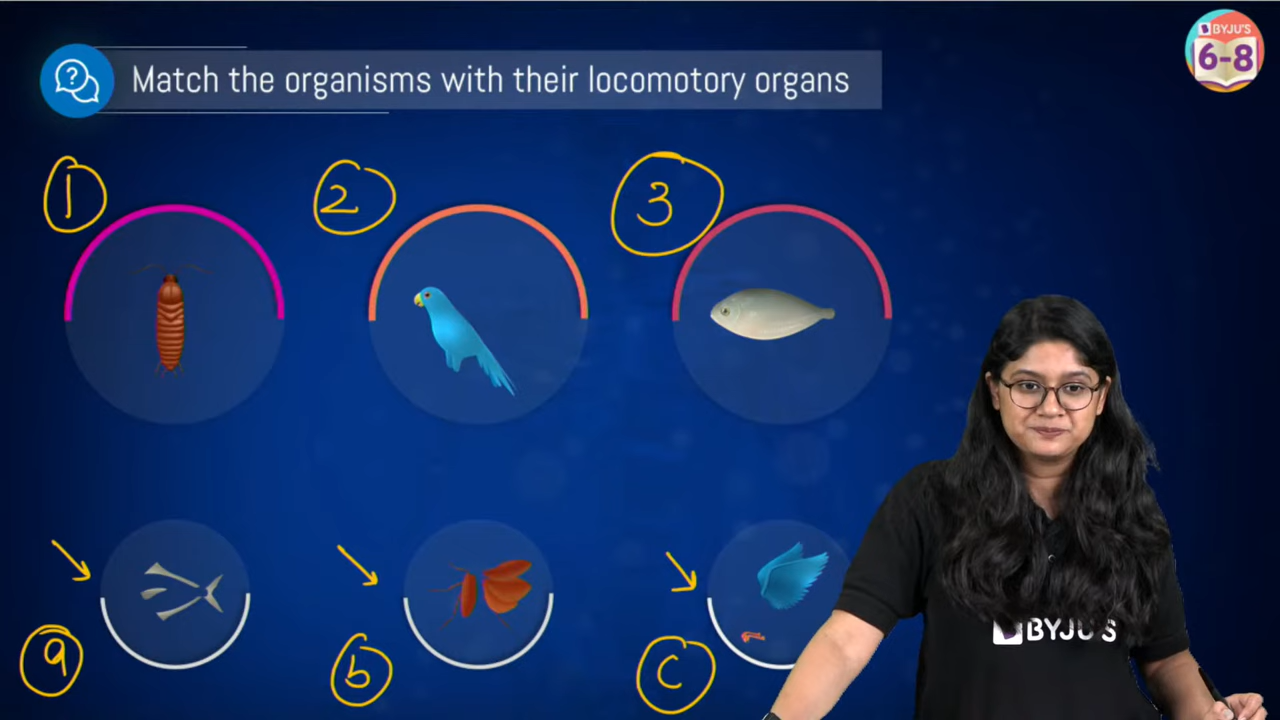 BYJU'S
6-8
Match the organisms with their locomotory organs
1 2 3
a b c
BYJU'S